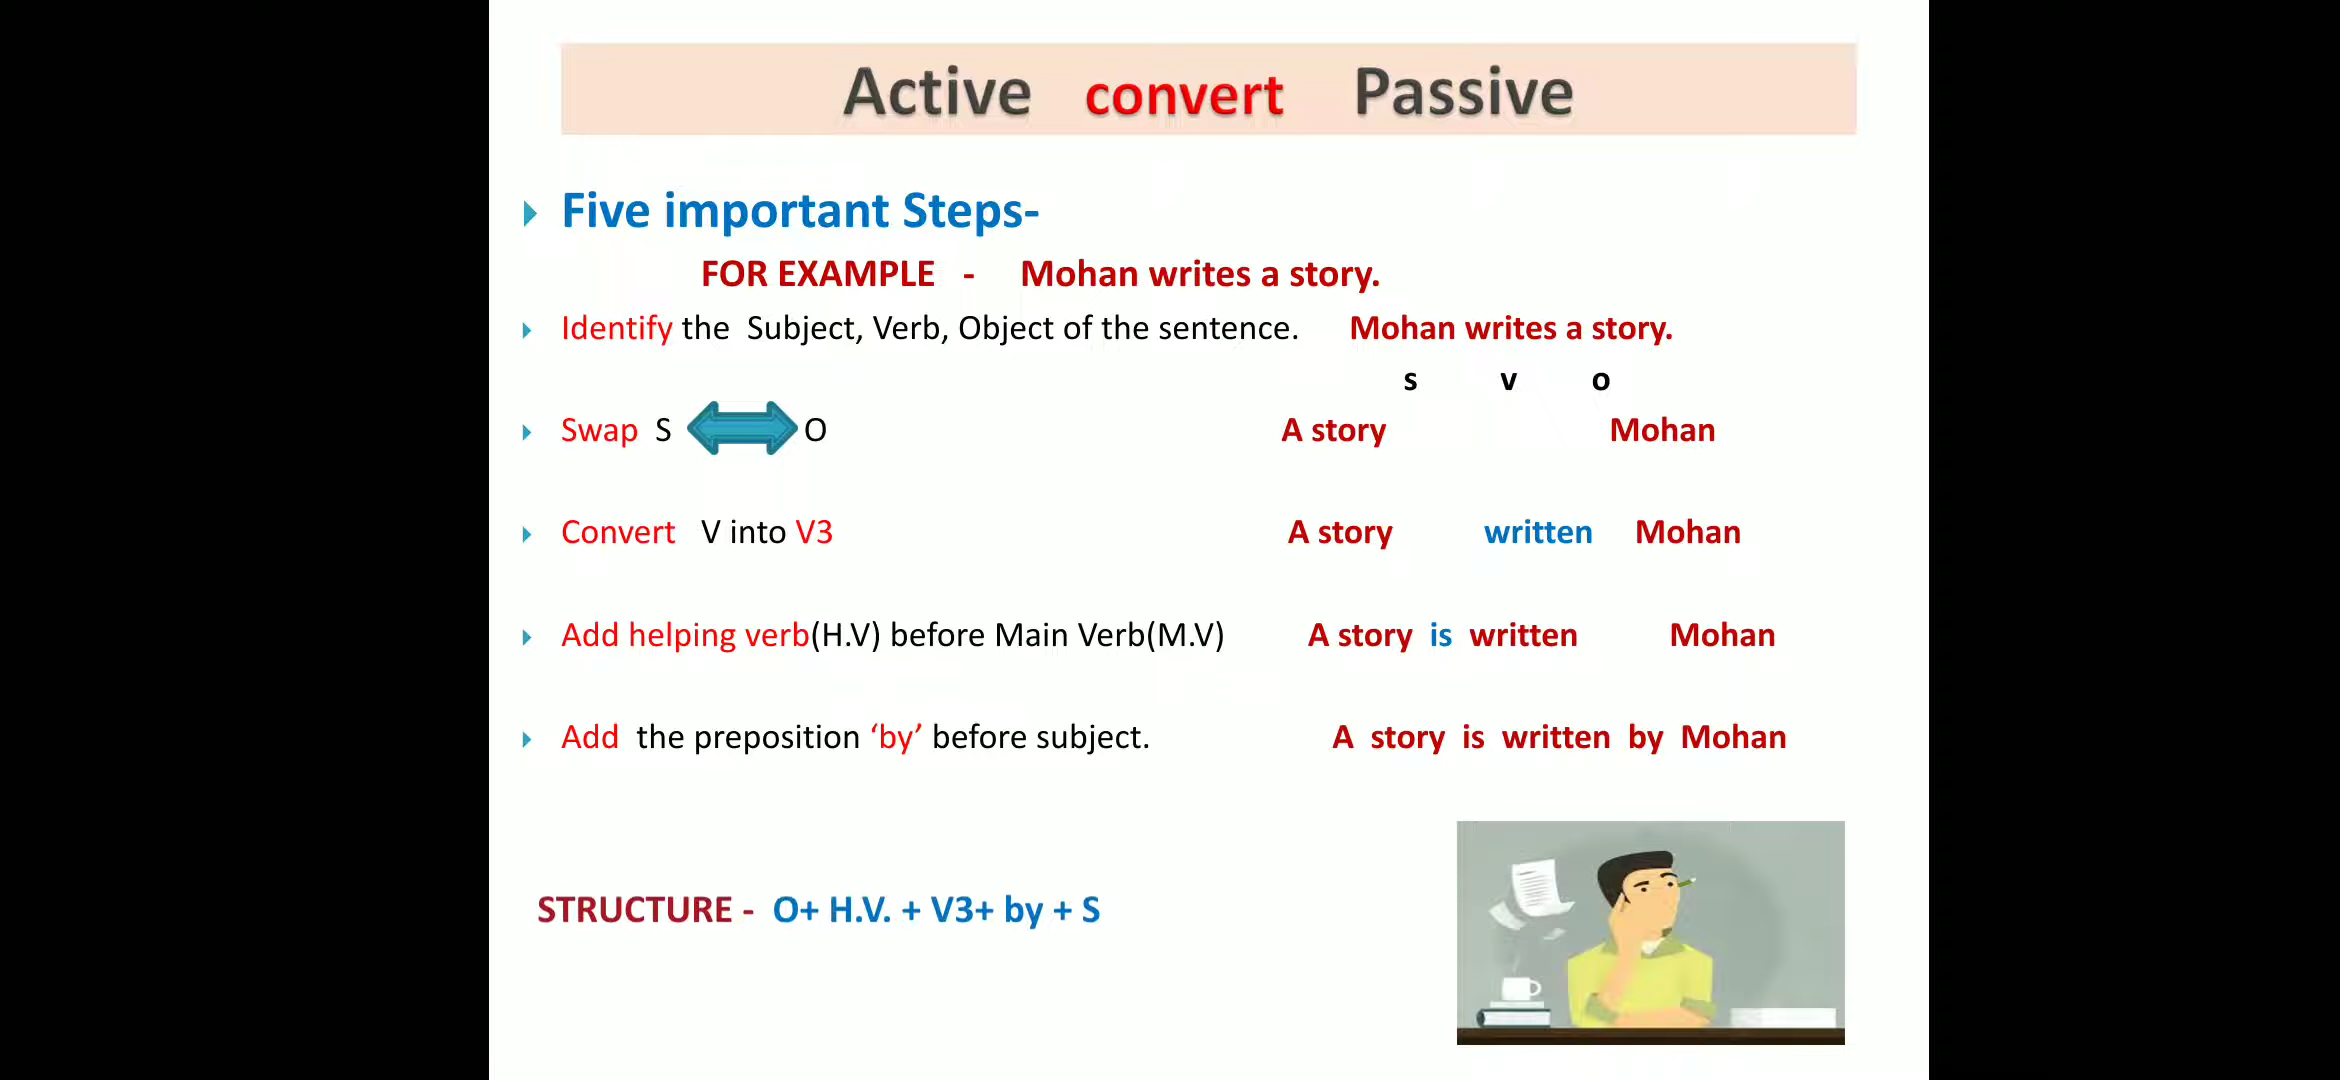 Active convert Passive
Five important Steps-
FOR EXAMPLE - Mohan writes a story.
Identify the Subject, Verb, Object of the sentence. Mohan writes a story.
s v o
Swap S O A story Mohan
Convert V into V3 A story written Mohan
Add helping verb(H.V) before Main Verb(M.V) A story is written Mohan
Add the preposition ‘by’ before subject. A story is written by Mohan
STRUCTURE - O+ H.V. + V3+ by + S